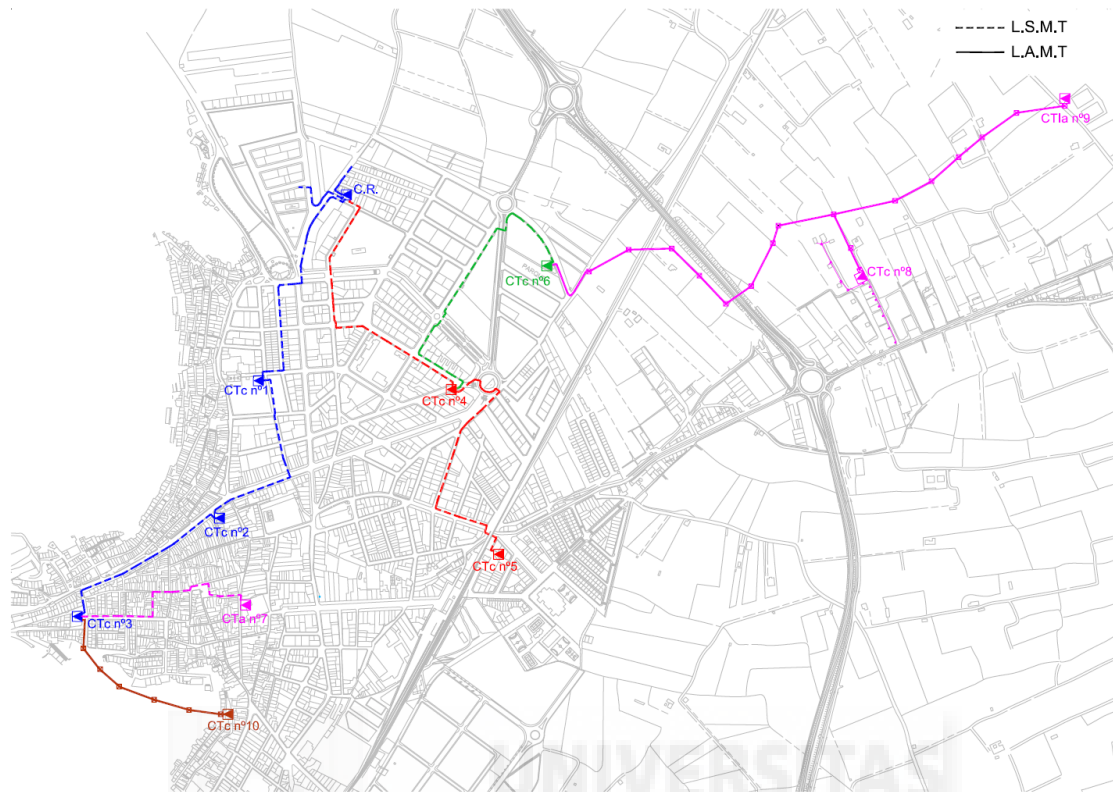 L.S.M.T
L.A.M.T
CTIa nº9
C.R.
CTc nº6
CTc nº8
CTc nº1
CTc nº4
CTc nº2
CTc nº5
CTc nº3
CTa nº7
CTc nº10
UNIVERSITAS